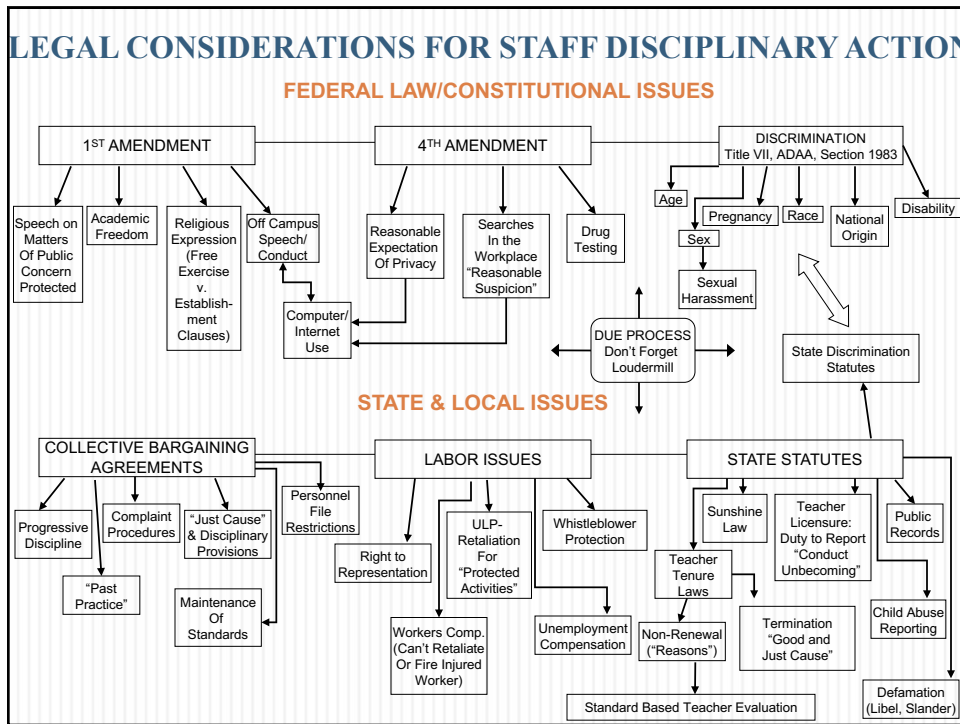 LEGAL CONSIDERATIONS FOR STAFF DISCIPLINARY ACTION
FEDERAL LAW/CONSTITUTIONAL ISSUES
1ST AMENDMENT
4TH AMENDMENT
DISCRIMINATION
Title VII, ADAA, Section 1983
Speech on
Matters
Of Public
Concern
Protected
Academic
Freedom
Religious
Expression
(Free
Exercise
v.
Establish-
ment
Clauses)
Off Campus
Speech/
Conduct
Computer/
Internet
Use
Reasonable
Expectation
Of Privacy
Searches
In the
Workplace
“Reasonable
Suspicion”
Drug
Testing
Age
Sex
Sexual
Harassment
Pregnancy
Race
National
Origin
Disability
DUE PROCESS
Don’t Forget
Loudermill
State Discrimination
Statutes
STATE & LOCAL ISSUES
COLLECTIVE BARGAINING
AGREEMENTS
LABOR ISSUES
STATE STATUTES
Progressive
Discipline
“Past
Practice”
Complaint
Procedures
“Just Cause”
& Disciplinary
Provisions
Maintenance
Of
Standards
Personnel
File
Restrictions
Right to
Representation
Workers Comp.
(Can’t Retaliate
Or Fire Injured
Worker)
ULP-
Retaliation
For
“Protected
Activities”
Whistleblower
Protection
Unemployment
Compensation
Teacher
Tenure
Laws
Sunshine
Law
Teacher
Licensure:
Duty to Report
“Conduct
Unbecoming”
Public
Records
Non-Renewal
(“Reasons”)
Termination
“Good and
Just Cause”
Child Abuse
Reporting
Standard Based Teacher Evaluation
Defamation
(Libel, Slander)